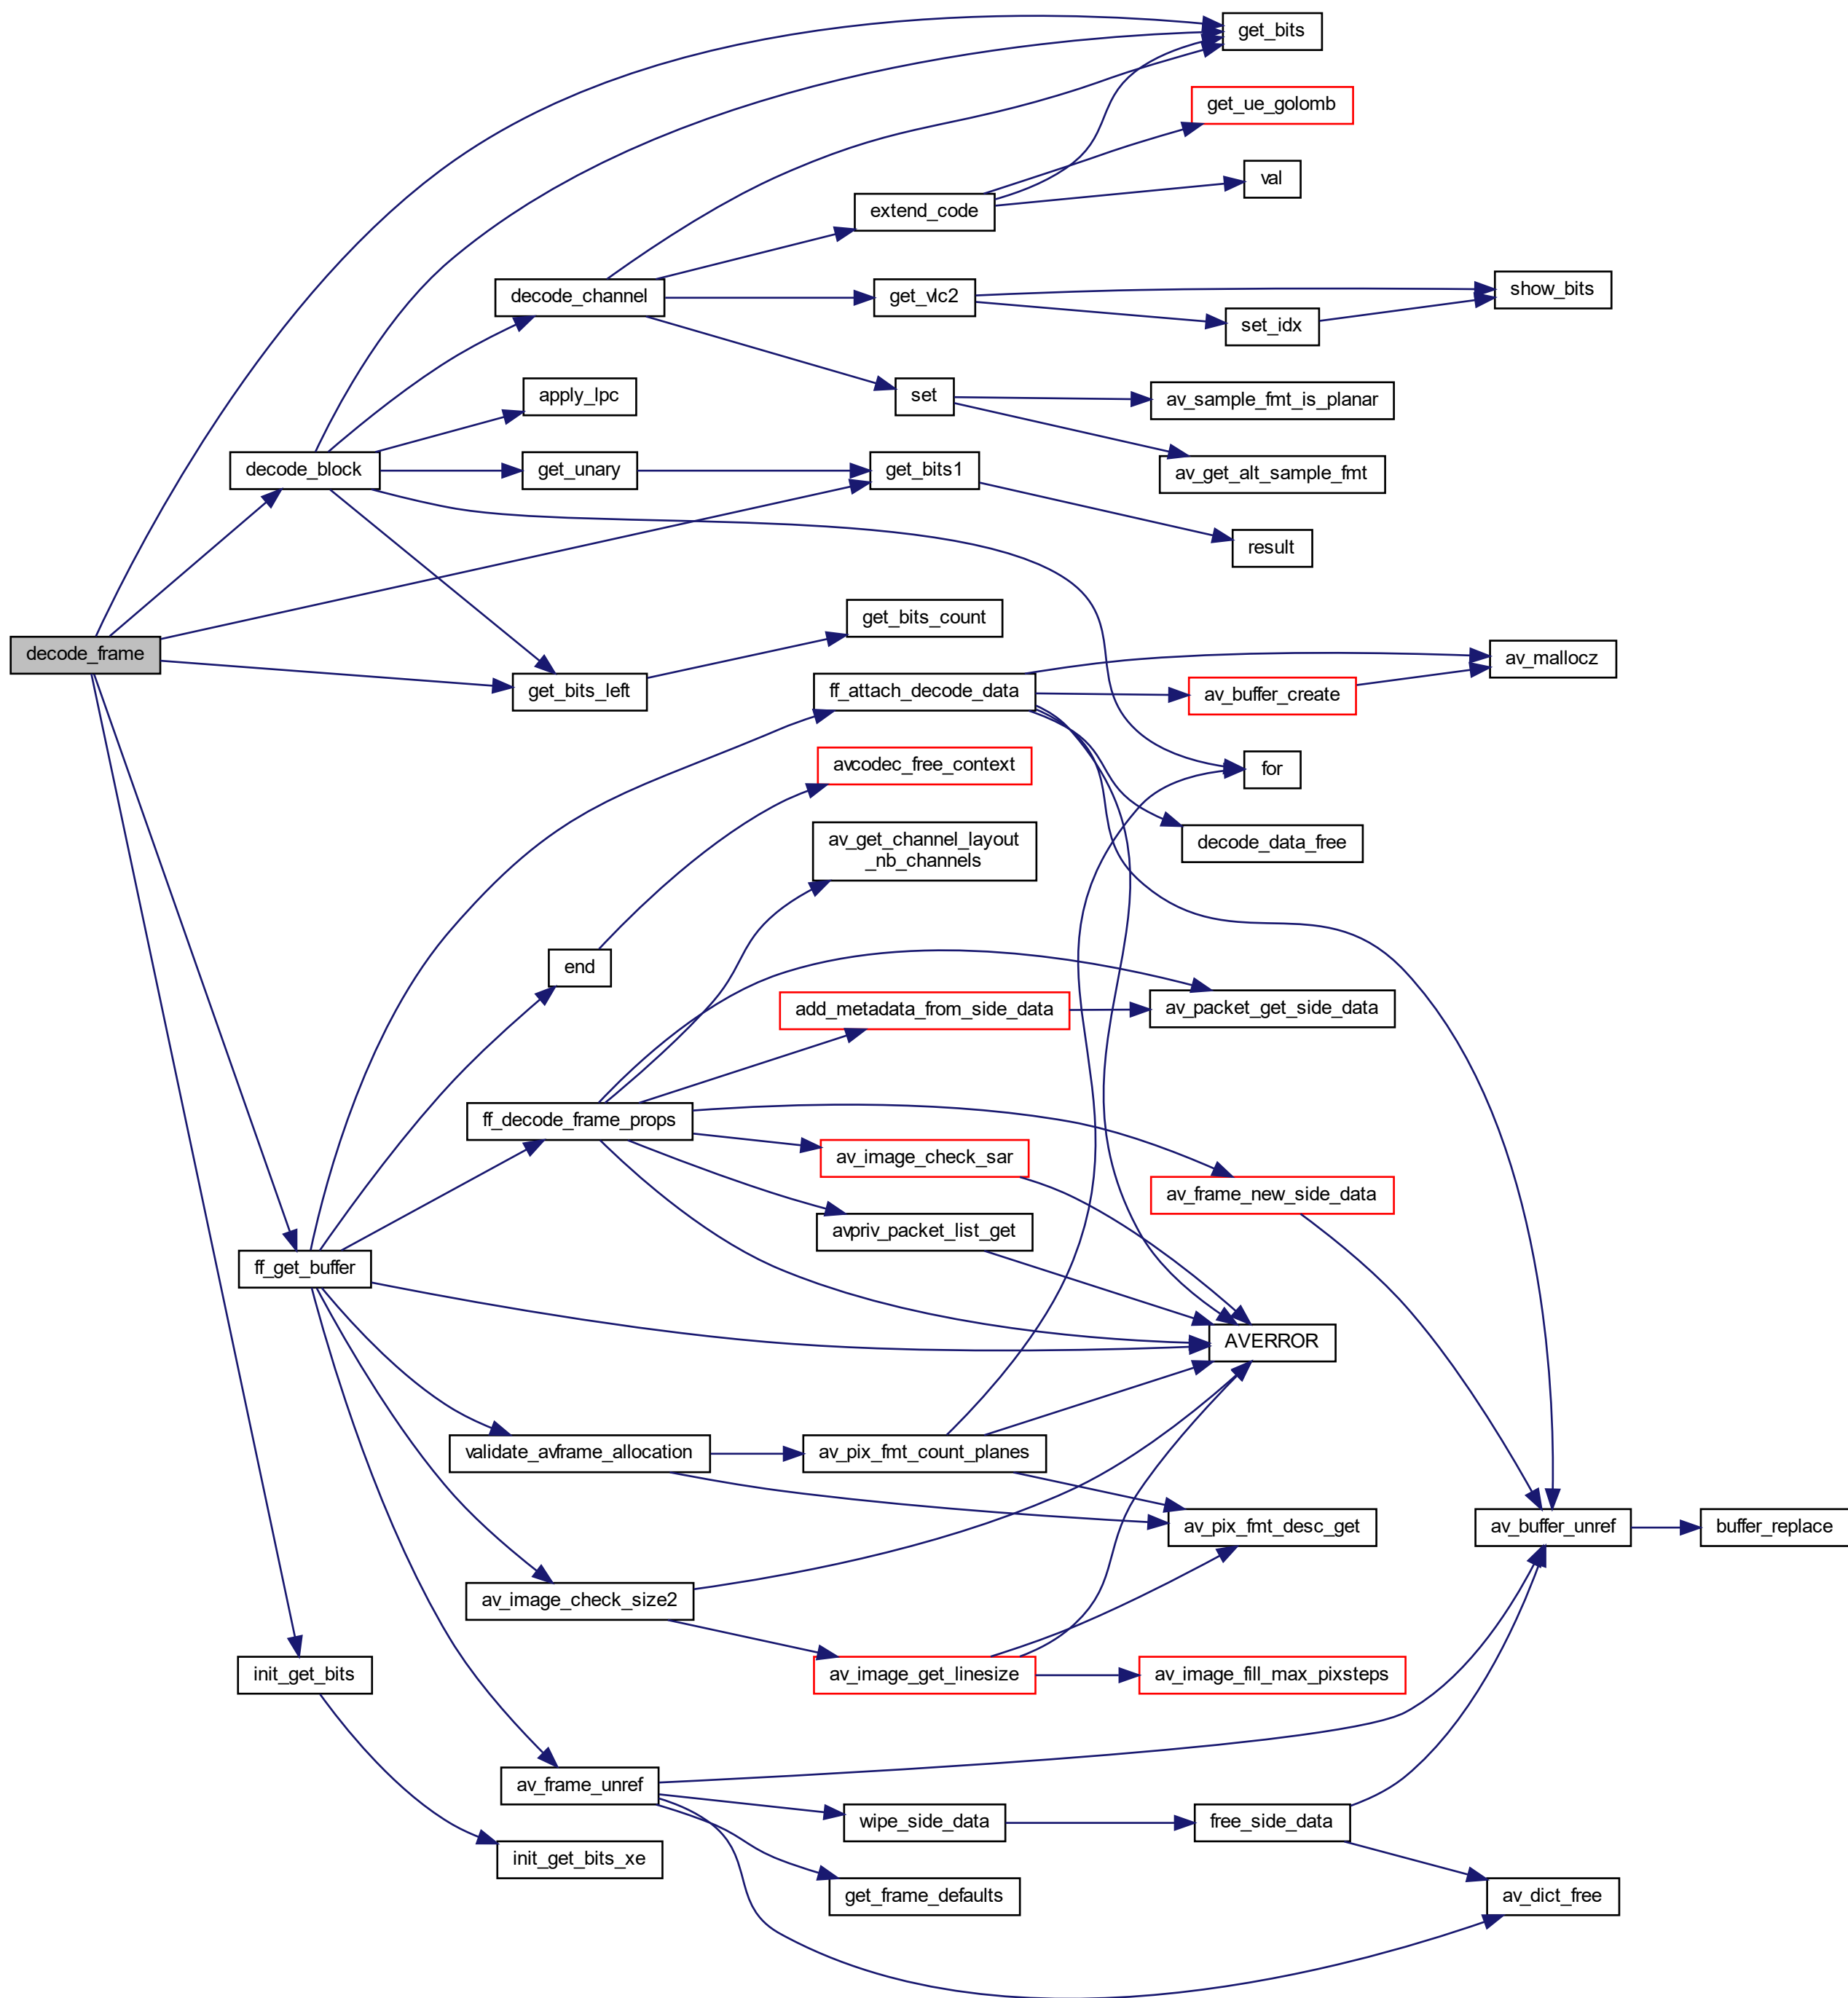 get_bits
get_ue_golomb
val
extend_code
decode_channel
get_vlc2
show_bits
set_idx
apply_lpc
set
av_sample_fmt_is_planar
decode_block
get_unary
get_bits1
av_get_alt_sample_fmt
result
get_bits_count
decode_frame
get_bits_left
ff_attach_decode_data
av_mallocz
av_buffer_create
avcodec_free_context
for
av_get_channel_layout
_nb_channels
decode_data_free
end
add_metadata_from_side_data
av_packet_get_side_data
ff_decode_frame_props
av_image_check_sar
av_frame_new_side_data
avpriv_packet_list_get
ff_get_buffer
AVERROR
validate_avframe_allocation
av_pix_fmt_count_planes
av_pix_fmt_desc_get
av_buffer_unref
buffer_replace
av_image_check_size2
init_get_bits
av_image_get_linesize
av_image_fill_max_pixsteps
av_frame_unref
wipe_side_data
free_side_data
init_get_bits_xe
get_frame_defaults
av_dict_free